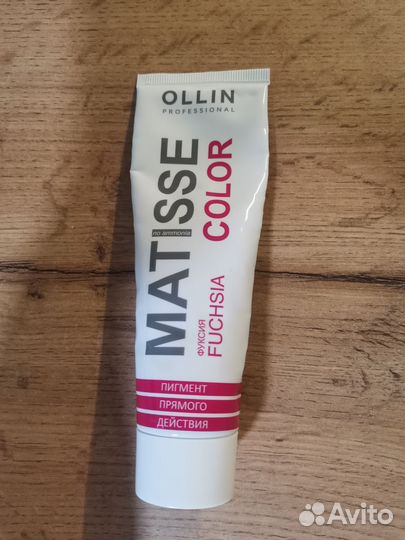 OLLIN
PROFESSIONAL
MATISSE
no ammonia
COLOR
ФУКСИЯ
FUCHSIA
ПИГМЕНТ
ПРЯМОГО
ДЕЙСТВИЯ
Avito